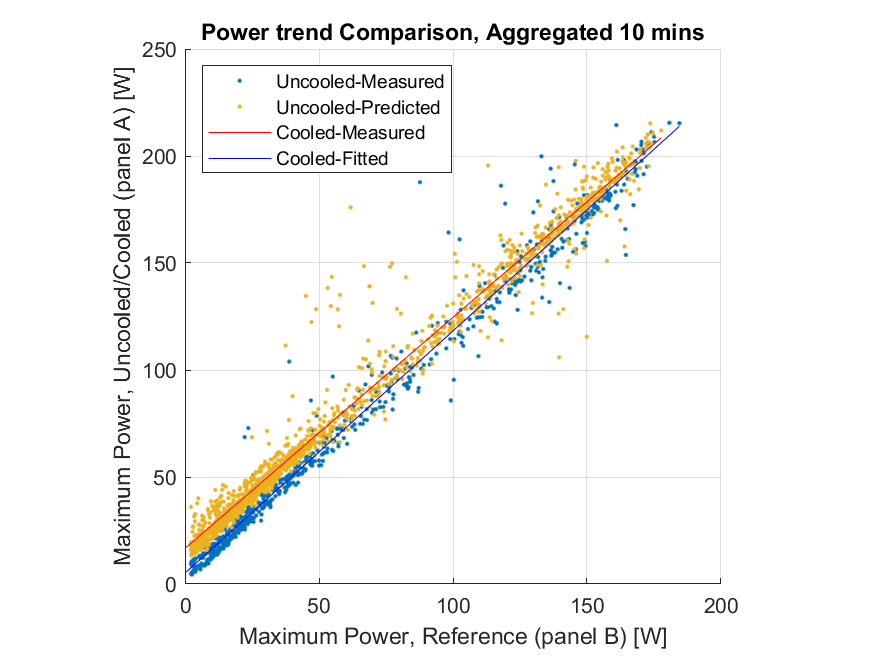 Power trend Comparison, Aggregated 10 mins
Maximum Power, Uncooled/Cooled (panel A) [W]
250
200
150
100
50
0
Uncooled-Measured
Uncooled-Predicted
Cooled-Measured
Cooled-Fitted
0 50 100 150 200
Maximum Power, Reference (panel B) [W]